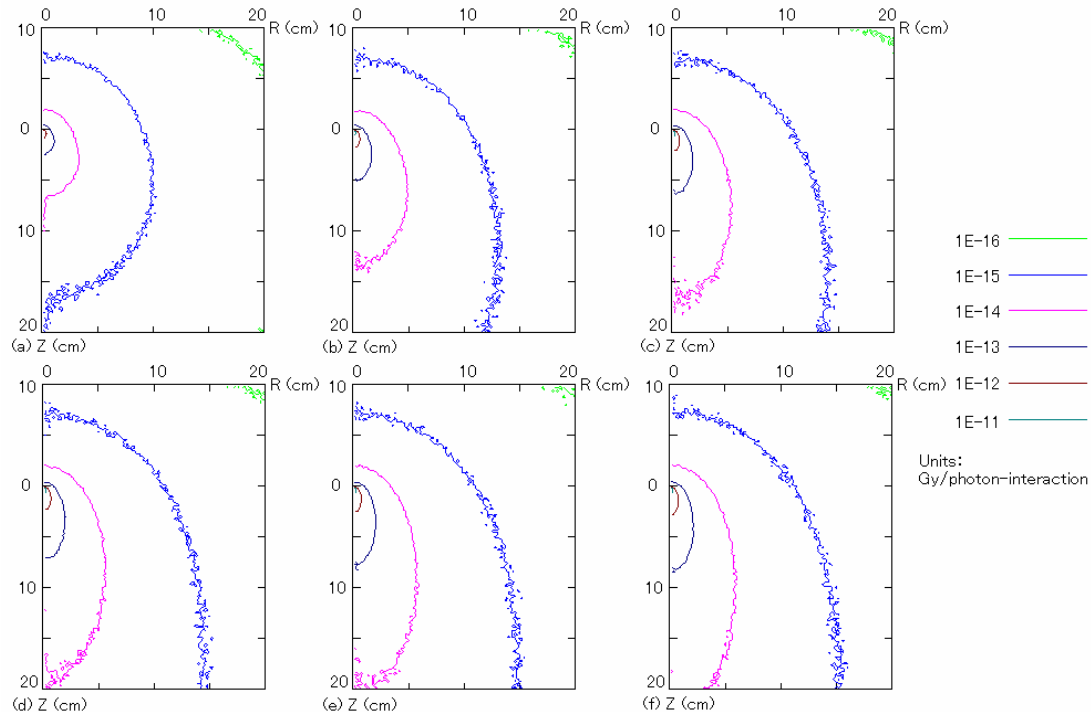 0 10 20
10 R (cm)
0
10
20
(a) Z (cm)
0 10 20
10 R (cm)
0
10
20
(b) Z (cm)
0 10 20
10 R (cm)
0
10
20
(c) Z (cm)
0 10 20
10 R (cm)
0
10
20
(d) Z (cm)
0 10 20
10 R (cm)
0
10
20
(e) Z (cm)
0 10 20
10 R (cm)
0
10
20
(f) Z (cm)
1E-16
1E-15
1E-14
1E-13
1E-12
1E-11
Units:
Gy/photon-interaction